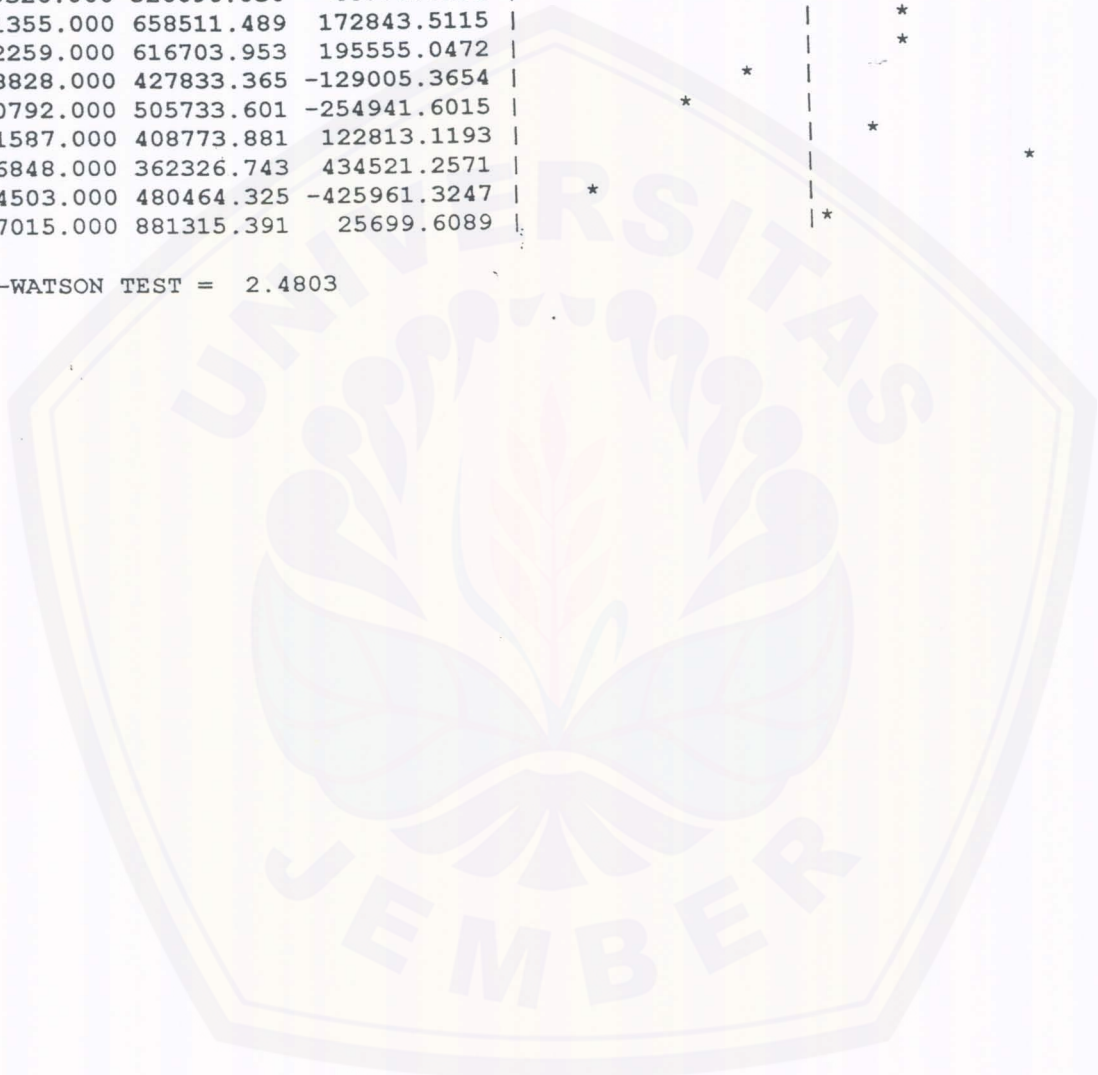 1355.000 658511.489 172843.5115 | | *
2259.000 616703.953 195555.0472 | | *
3828.000 427833.365 -129005.3654 | * |
0792.000 505733.601 -254941.6015 | * |
1587.000 408773.881 122813.1193 | | *
5848.000 362326.743 434521.2571 | | *
4503.000 480464.325 -425961.3247 | * |
7015.000 881315.391 25699.6089 | | *
-WATSON TEST = 2.4803
UNIVERSITAS
JEMBER